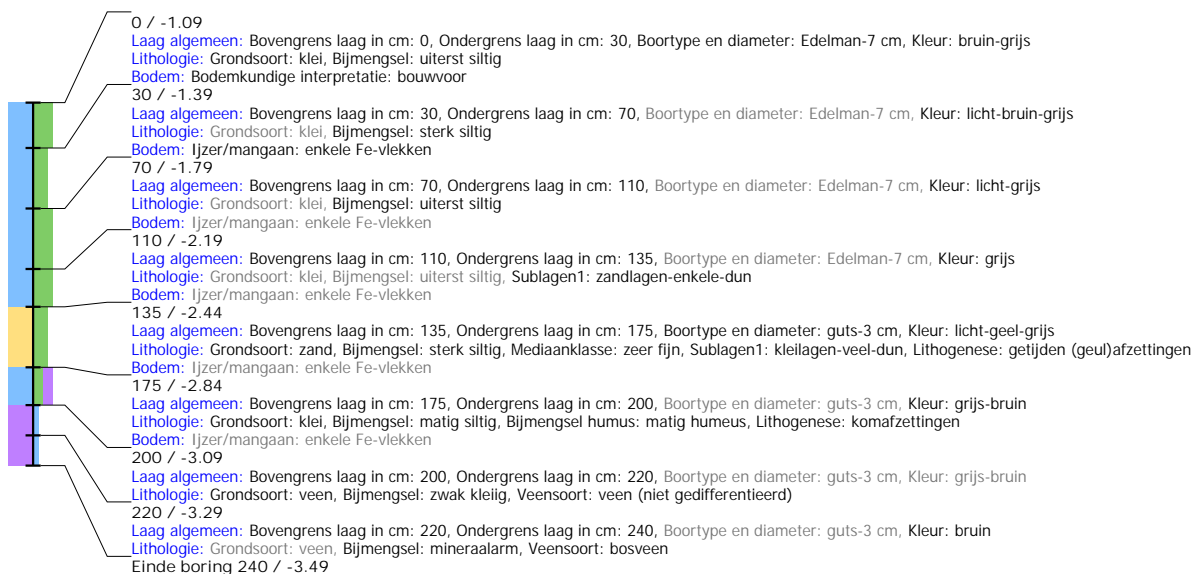 0 / -1.09
Laag algemeen: Bovengrens laag in cm: 0, Ondergrens laag in cm: 30, Boortype en diameter: Edelman-7 cm, Kleur: bruin-grijs
Lithologie: Grondsoort: klei, Bijmengsel: uiterst siltig
Bodem: Bodemkundige interpretatie: bouwvoor
30 / -1.39
Laag algemeen: Bovengrens laag in cm: 30, Ondergrens laag in cm: 70, Boortype en diameter: Edelman-7 cm, Kleur: licht-bruin-grijs
Lithologie: Grondsoort: klei, Bijmengsel: sterk siltig
Bodem: Ijzer/mangaan: enkele Fe-vlekken
70 / -1.79
Laag algemeen: Bovengrens laag in cm: 70, Ondergrens laag in cm: 110, Boortype en diameter: Edelman-7 cm, Kleur: licht-grijs
Lithologie: Grondsoort: klei, Bijmengsel: uiterst siltig
Bodem: Ijzer/mangaan: enkele Fe-vlekken
110 / -2.19
Laag algemeen: Bovengrens laag in cm: 110, Ondergrens laag in cm: 135, Boortype en diameter: Edelman-7 cm, Kleur: grijs
Lithologie: Grondsoort: klei, Bijmengsel: uiterst siltig, Sublagen1: zandlagen-enkele-dun
Bodem: Ijzer/mangaan: enkele Fe-vlekken
135 / -2.44
Laag algemeen: Bovengrens laag in cm: 135, Ondergrens laag in cm: 175, Boortype en diameter: guts-3 cm, Kleur: licht-geel-grijs
Lithologie: Grondsoort: zand, Bijmengsel: sterk siltig, Mediaanklasse: zeer fijn, Sublagen1: kleilagen-veel-dun, Lithogenese: getijden (geul)afzettingen
Bodem: Ijzer/mangaan: enkele Fe-vlekken
175 / -2.84
Laag algemeen: Bovengrens laag in cm: 175, Ondergrens laag in cm: 200, Boortype en diameter: guts-3 cm, Kleur: grijs-bruin
Lithologie: Grondsoort: klei, Bijmengsel: matig siltig, Bijmengsel humus: matig humeus, Lithogenese: komafzettingen
Bodem: Ijzer/mangaan: enkele Fe-vlekken
200 / -3.09
Laag algemeen: Bovengrens laag in cm: 200, Ondergrens laag in cm: 220, Boortype en diameter: guts-3 cm, Kleur: grijs-bruin
Lithologie: Grondsoort: veen, Bijmengsel: zwak kleiig, Veensoort: veen (niet gedifferentieerd)
220 / -3.29
Laag algemeen: Bovengrens laag in cm: 220, Ondergrens laag in cm: 240, Boortype en diameter: guts-3 cm, Kleur: bruin
Lithologie: Grondsoort: veen, Bijmengsel: mineraalarm, Veensoort: bosveen
Einde boring 240 / -3.49